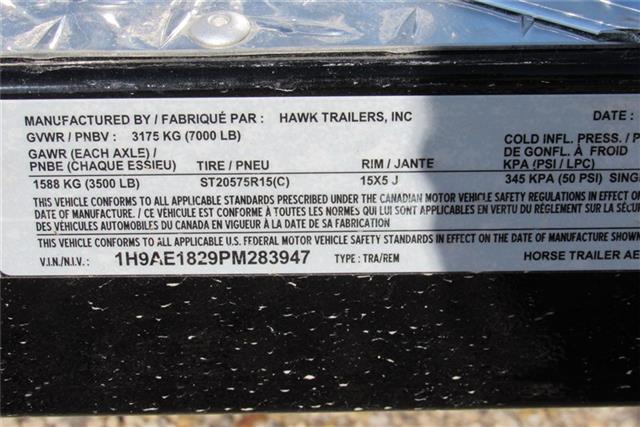 MANUFACTURED BY / FABRIQUÉ PAR : HAWK TRAILERS, INC DATE :
GVWR / PNBV : 3175 KG (7000 LB)
COLD INFL. PRESS. / P
GAWR (EACH AXLE) / DE GONFL. À FROID
PNBE (CHAQUE ESSIEU) TIRE / PNEU RIM / JANTE KPA (PSI / LPC)
1588 KG (3500 LB) ST20575R15(C) 15X5 J 345 KPA (50 PSI) SING
THIS VEHICLE CONFORMS TO ALL APPLICABLE STANDARDS PRESCRIBED UNDER THE CANADIAN MOTOR VEHICLE SAFETY REGULATIONS IN EFFECT ON
DATE OF MANUFACTURE / CE VÉHICULE EST CONFORME À TOUTES LES NORMES QUI LUI SONT APPLICABLES EN VERTU DU RÈGLEMENT SUR LA SÉCUR
DES VÉHICULES AUTOMOBILES DU CANADA EN VIGUEUR À LA DATE DE SA FABRICATION
THIS VEHICLE CONFORMS TO ALL APPLICABLE U.S. FEDERAL MOTOR VEHICLE SAFETY STANDARDS IN EFFECT ON THE DATE OF MANUFACTURE
V.I.N./N.I.V.: 1H9AE1829PM283947 TYPE : TRA/REM HORSE TRAILER AE